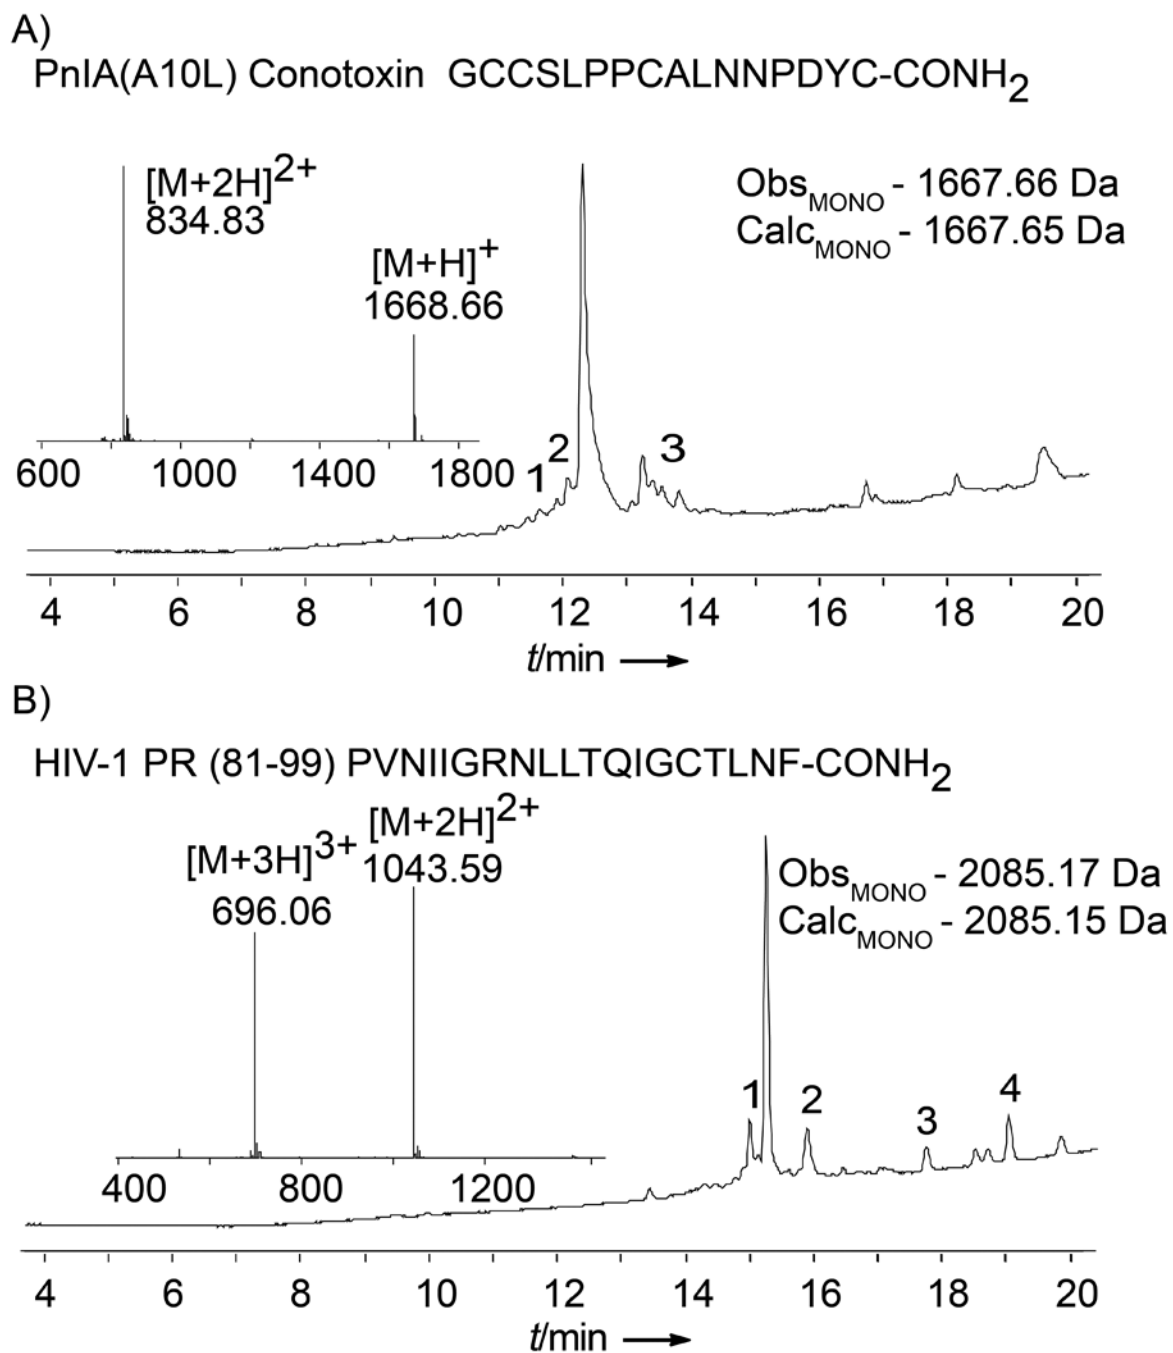 A)
PnIA(A10L) Conotoxin GCCSLPPCALNNPDYC-CONH2
[M+2H]2+
834.83
[M+H]+
1668.66
ObsMONO - 1667.66 Da
CalcMONO - 1667.65 Da
600 1000 1400 1800
1 2 3
4 6 8 10 12 14 16 18 20
t/min
B)
HIV-1 PR (81-99) PVNIIGRNLLTQIGCTLNF-CONH2
[M+3H]3+
696.06
[M+2H]2+
1043.59
ObsMONO - 2085.17 Da
CalcMONO - 2085.15 Da
400 800 1200
1 2 3 4
4 6 8 10 12 14 16 18 20
t/min